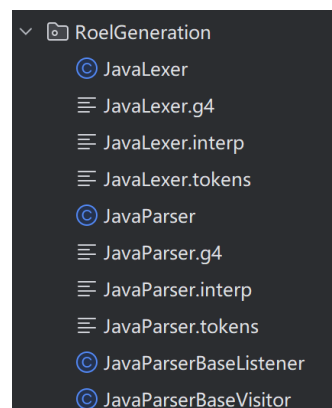 RoelGeneration
JavaLexer
JavaLexer.g4
JavaLexer.interp
JavaLexer.tokens
JavaParser
JavaParser.g4
JavaParser.interp
JavaParser.tokens
JavaParserBaseListener
JavaParserBaseVisitor